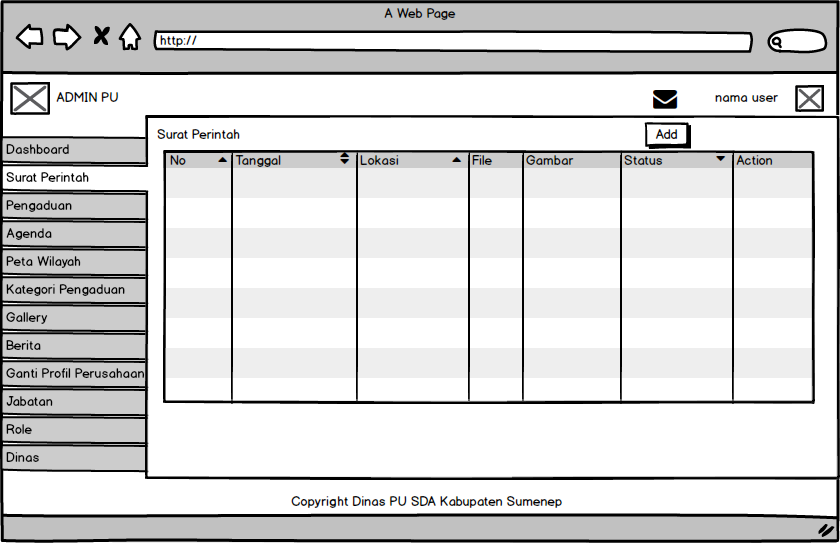 A Web Page
http://
ADMIN PU
nama user
Surat Perintah
Add
Dashboard
Surat Perintah
Pengaduan
Agenda
Peta Wilayah
Kategori Pengaduan
Gallery
Berita
Ganti Profil Perusahaan
Jabatan
Role
Dinas
No Tanggal Lokasi File Gambar Status Action
Copyright Dinas PU SDA Kabupaten Sumenep